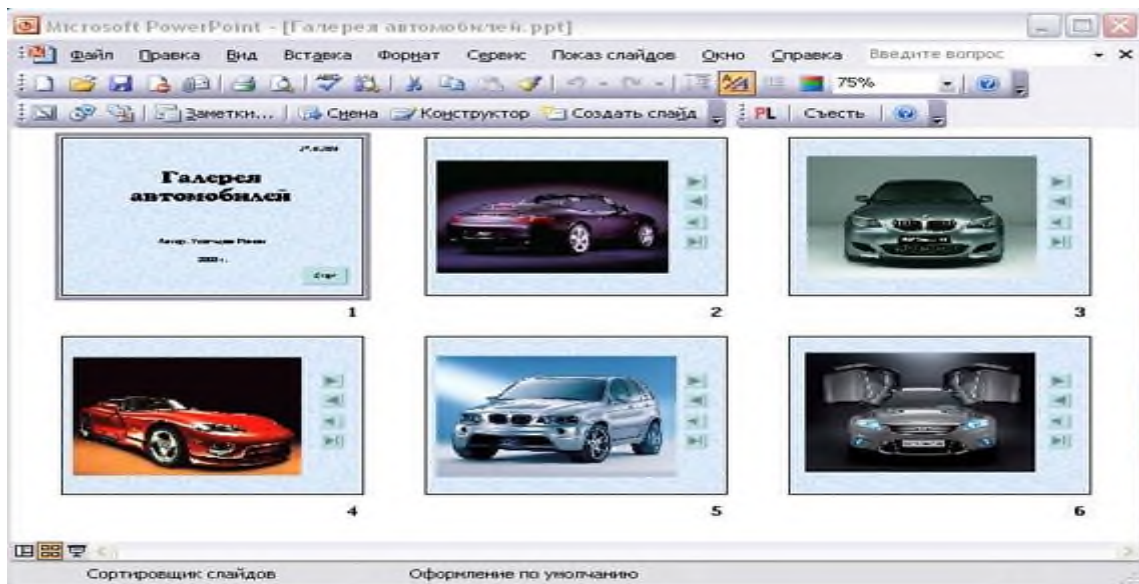 Microsoft PowerPoint - [Галерея автомобилей.ppt]
Файл Правка Вид Вставка Формат Сервис Показ слайдов Окно Справка Введите вопрос
75%
Заметки... Смена Конструктор Создать слайд PL Съесть
Галерея
автомобилей
Автор:
Старт
1
2
3
4
5
6
Сортировщик слайдов Оформление по умолчанию